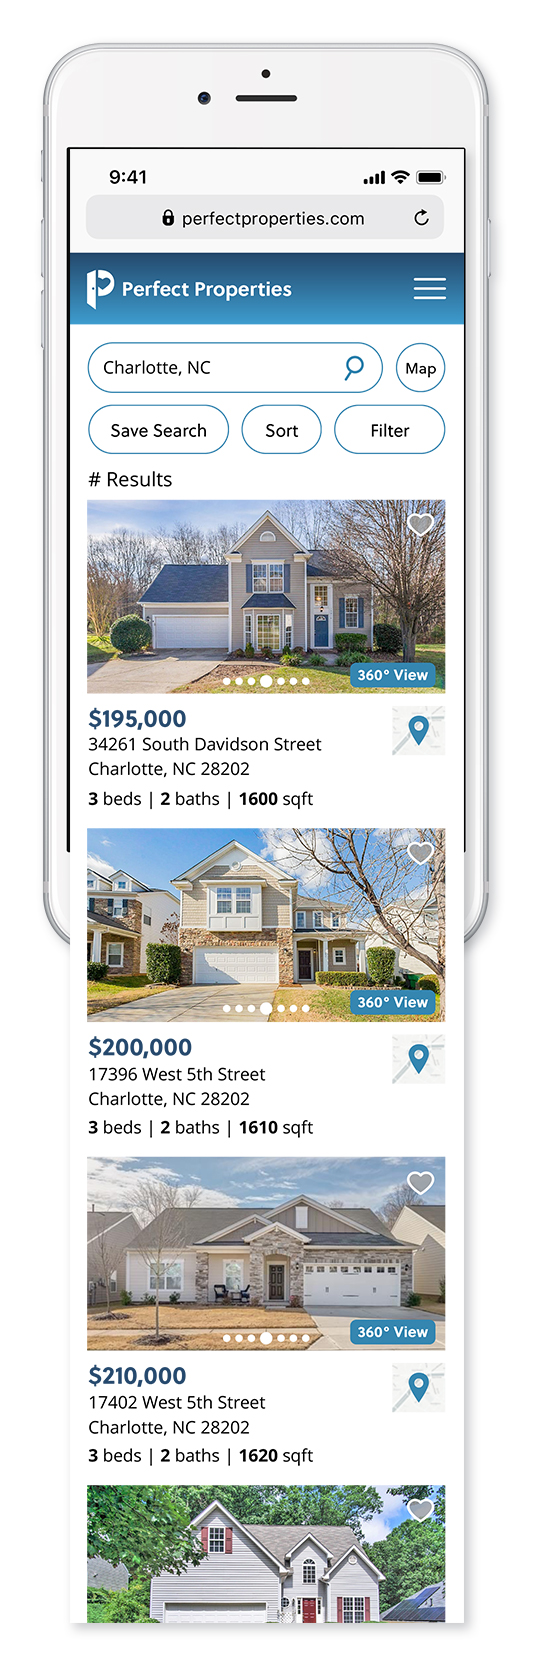 9:41
perfectproperties.com
Perfect Properties
Charlotte, NC
Map
Save Search
Sort
Filter
# Results
360° View
$195,000
34261 South Davidson Street
Charlotte, NC 28202
3 beds | 2 baths | 1600 sqft
360° View
$200,000
17396 West 5th Street
Charlotte, NC 28202
3 beds | 2 baths | 1610 sqft
360° View
$210,000
17402 West 5th Street
Charlotte, NC 28202
3 beds | 2 baths | 1620 sqft